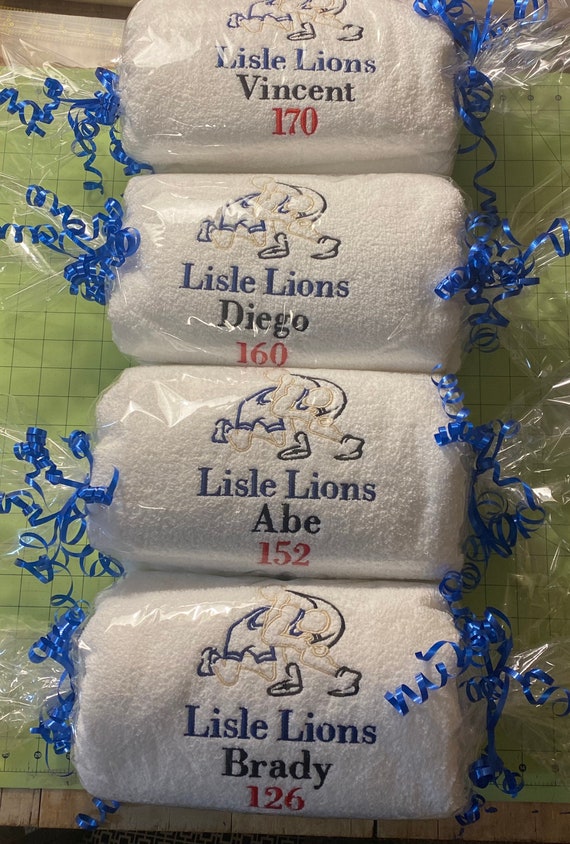 Lisle Lions
Vincent
170
Lisle Lions
Diego
160
Lisle Lions
Abe
152
Lisle Lions
Brady
126